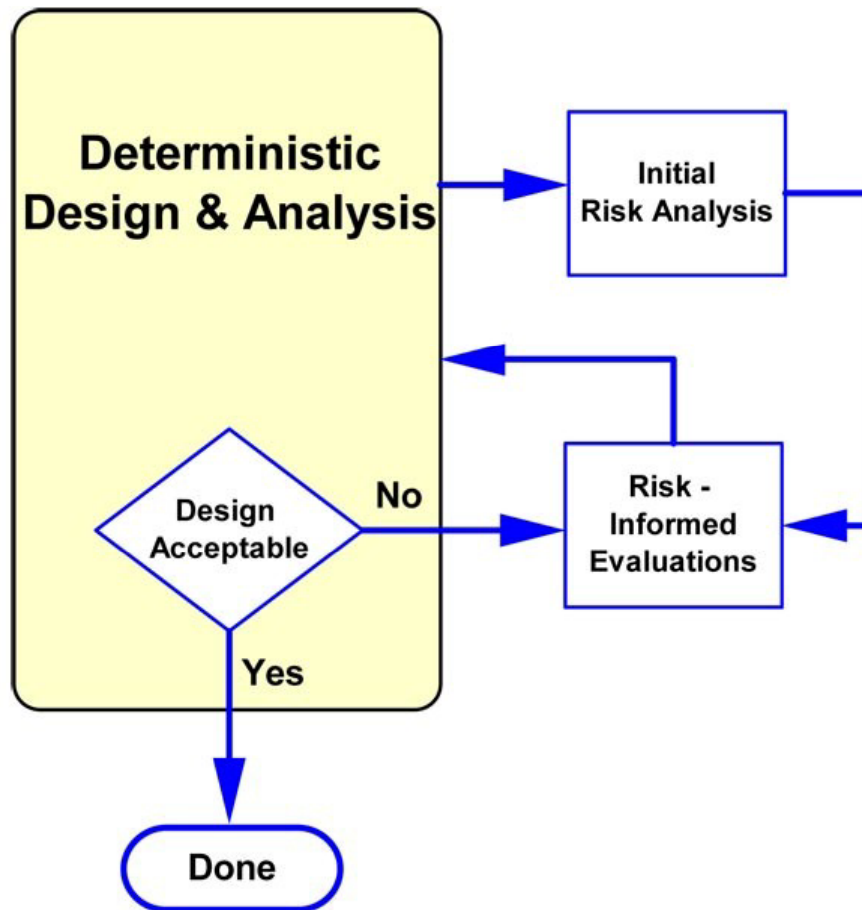 Deterministic
Design & Analysis
Initial
Risk Analysis
Design
Acceptable
No
Risk -
Informed
Evaluations
Yes
Done